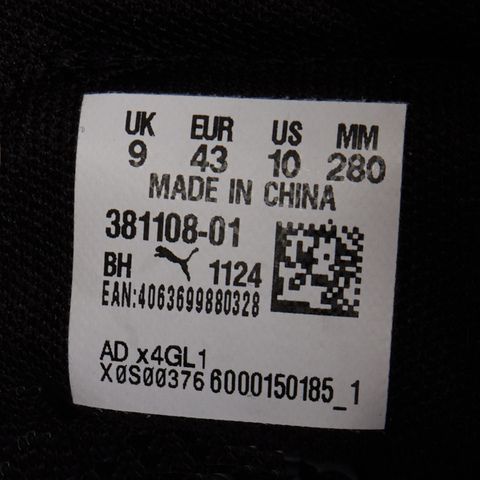 UK EUR US MM
9 43 10 280
MADE IN CHINA
381108-01
BH 1124
EAN:4063699880328
AD x4GL1
X0S00376 6000150185_1